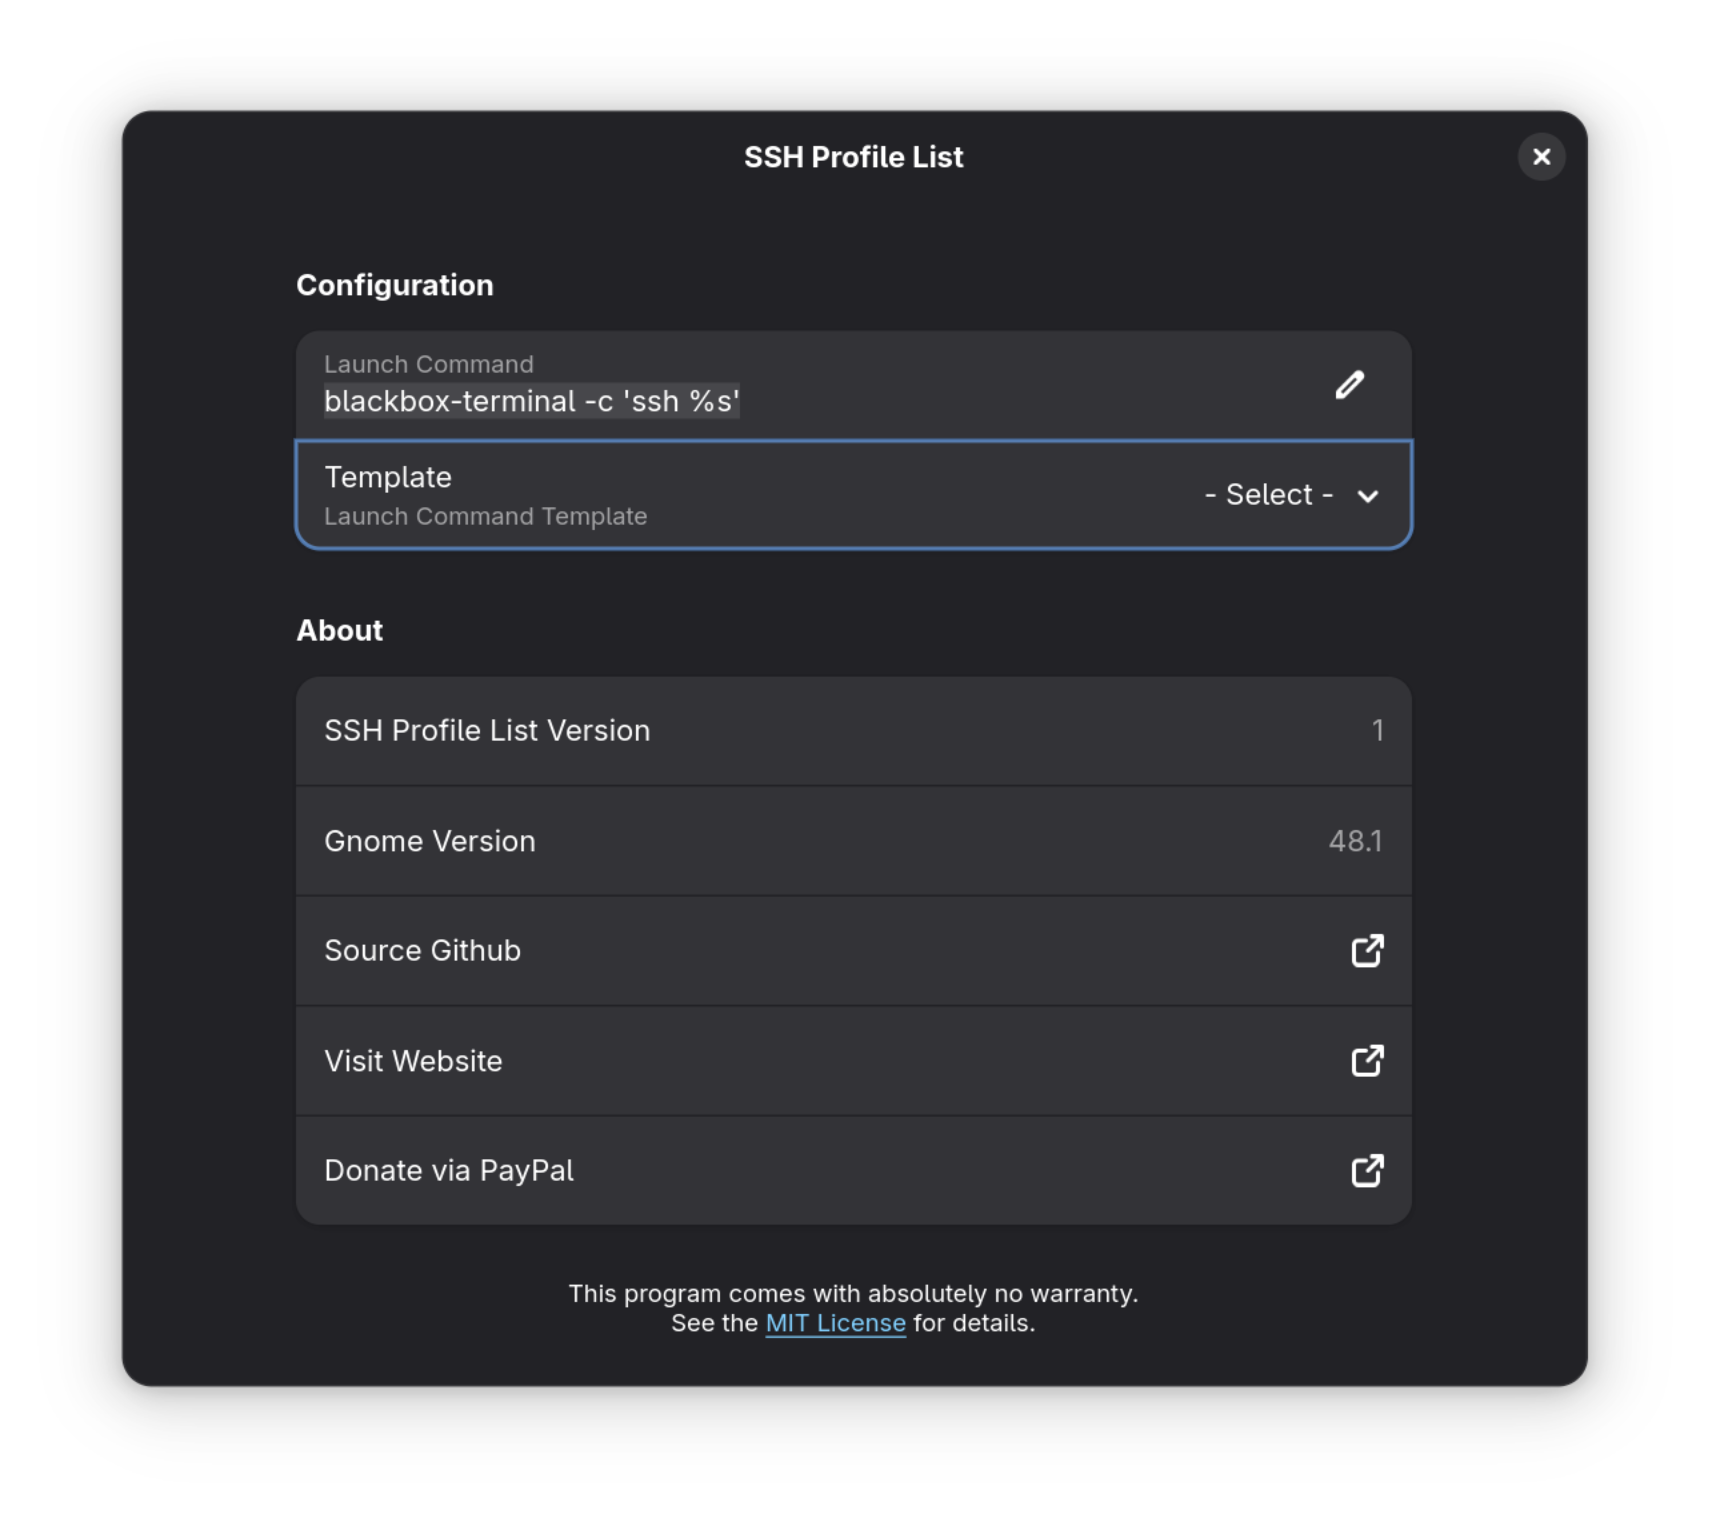 SSH Profile List
Configuration
Launch Command
blackbox-terminal -c 'ssh %s'
Template
Launch Command Template
- Select -
About
SSH Profile List Version
1
Gnome Version
48.1
Source Github
Visit Website
Donate via PayPal
This program comes with absolutely no warranty.
See the MIT License for details.